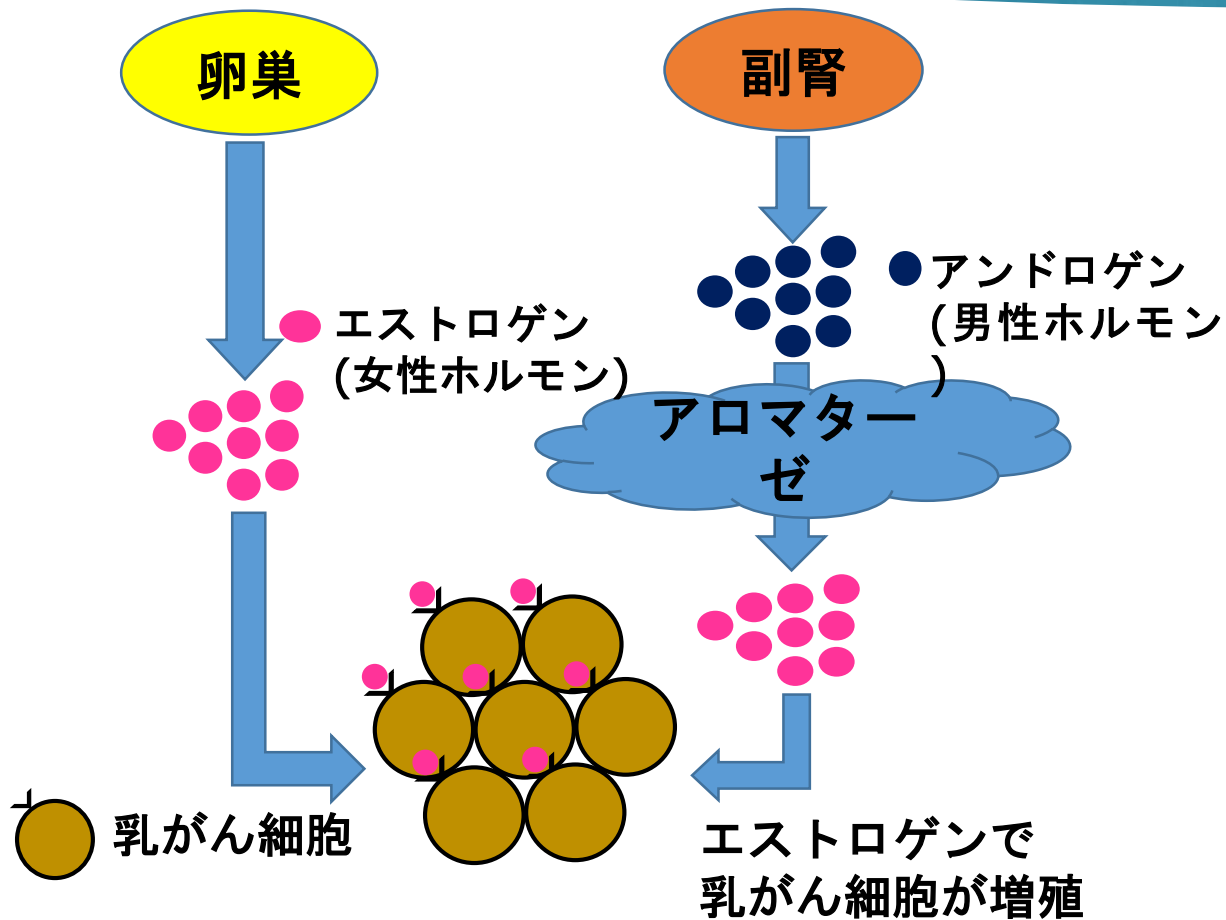 卵巣
副腎
アンドロゲン
(男性ホルモン
)
エストロゲン
(女性ホルモン)
アロマター
ゼ
乳がん細胞
エストロゲンで
乳がん細胞が増殖